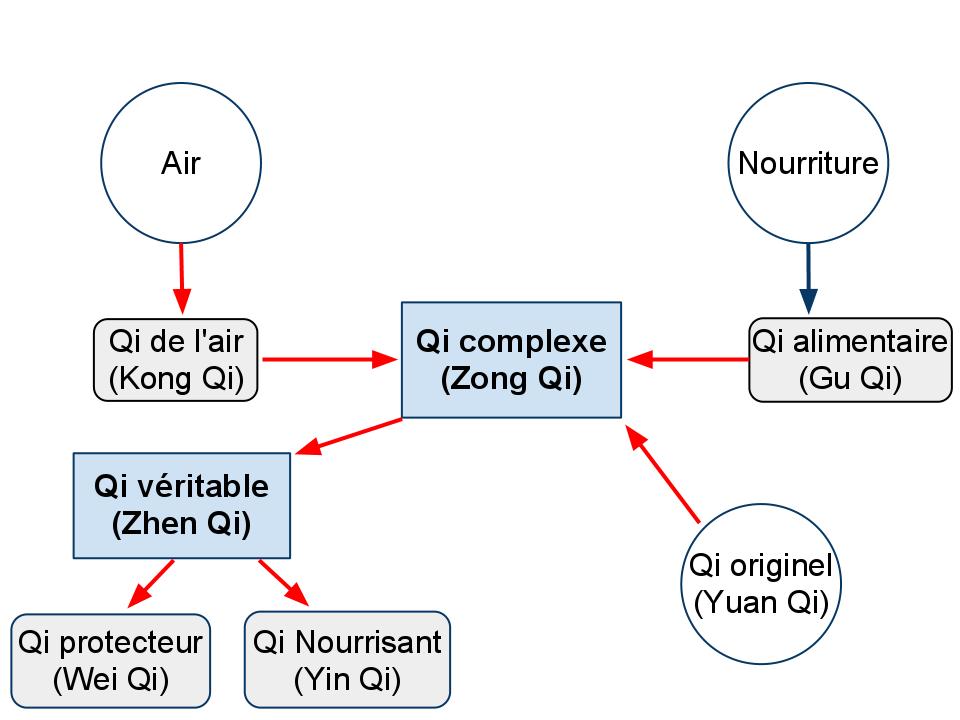 Air
Nourriture
Qi de l'air
(Kong Qi)
Qi complexe
(Zong Qi)
Qi alimentaire
(Gu Qi)
Qi véritable
(Zhen Qi)
Qi originel
(Yuan Qi)
Qi protecteur
(Wei Qi)
Qi Nourrisant
(Yin Qi)